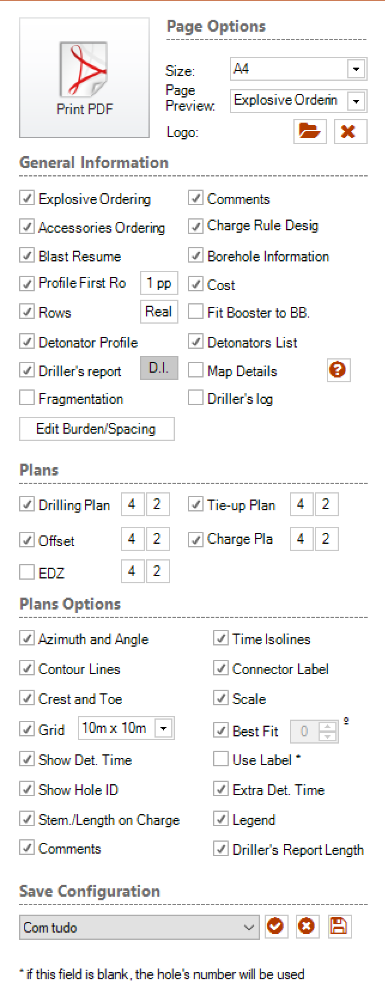 Page Options
Print PDF
Size: A4
Page
Preview: Explosive Orderin
Logo:
General Information
Explosive Ordering Comments
Accessories Ordering Charge Rule Desig
Blast Resume Borehole Information
Profile First Ro 1 pp Cost
Rows Real Fit Booster to BB.
Detonator Profile Detonators List
Driller's report D.I. Map Details ?
Fragmentation Driller's log
Edit Burden/Spacing
Plans
Drilling Plan 4 2 Tie-up Plan 4 2
Offset 4 2 Charge Pla 4 2
EDZ 4 2
Plans Options
Azimuth and Angle Time Isolines
Contour Lines Connector Label
Crest and Toe Scale
Grid 10m x 10m Best Fit 0 º
Show Det. Time Use Label *
Show Hole ID Extra Det. Time
Stem./Length on Charge Legend
Comments Driller's Report Length
Save Configuration
Com tudo
* if this field is blank, the hole's number will be used